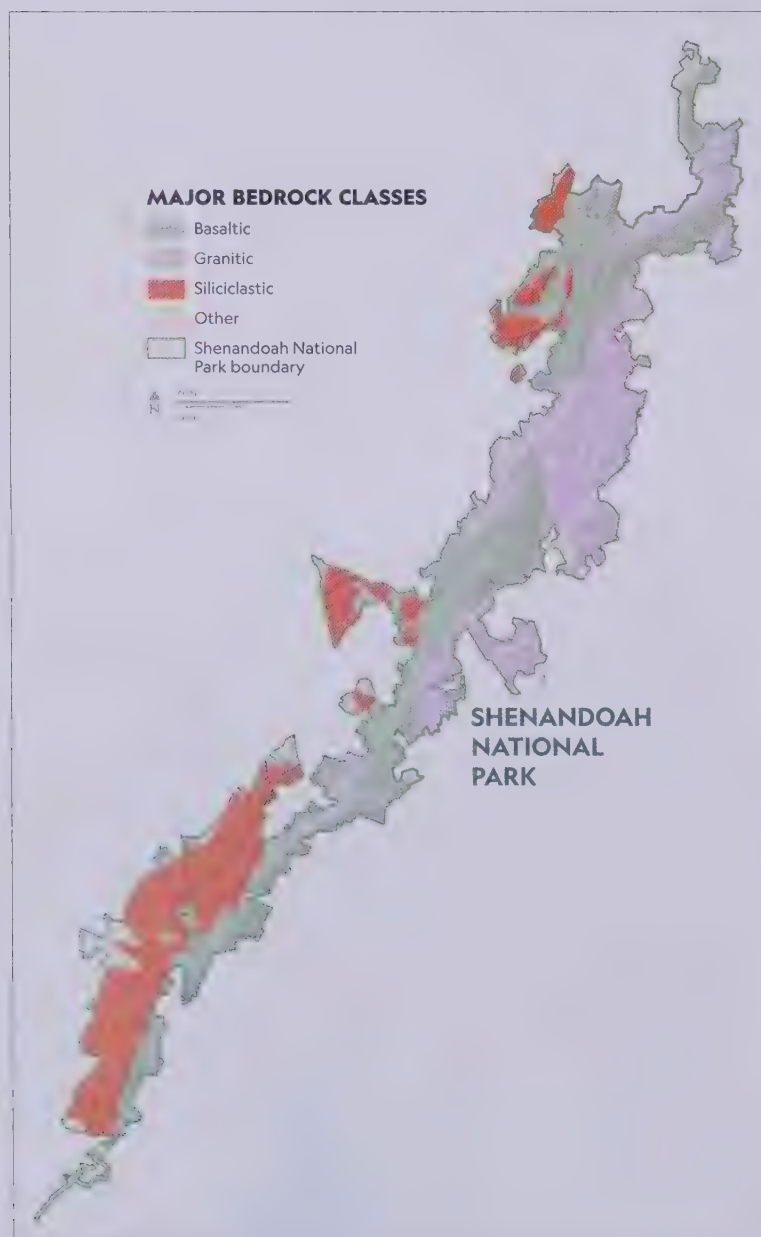 MAJOR BEDROCK CLASSES
Basaltic
Granitic
Siliciclastic
Other
Shenandoah National
Park boundary
N
SHENANDOAH
NATIONAL
PARK